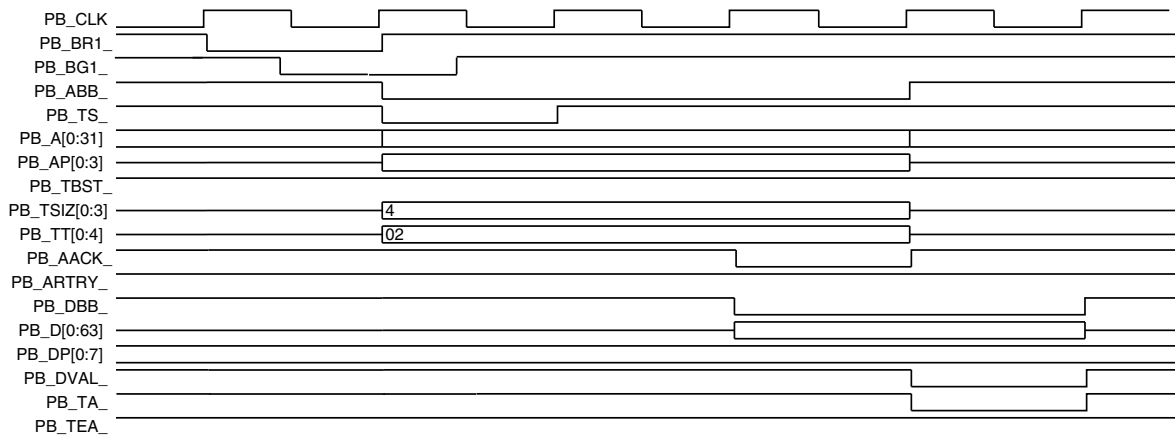 PB_CLK
PB_BR1_
PB_BG1_
PB_ABB_
PB_TS_
PB_A[0:31]
PB_AP[0:3]
PB_TBST_
PB_TSIZ[0:3] 4
PB_TT[0:4] 02
PB_AACK_
PB_ARTRY_
PB_DBB_
PB_D[0:63]
PB_DP[0:7]
PB_DVAL_
PB_TA_
PB_TEA_